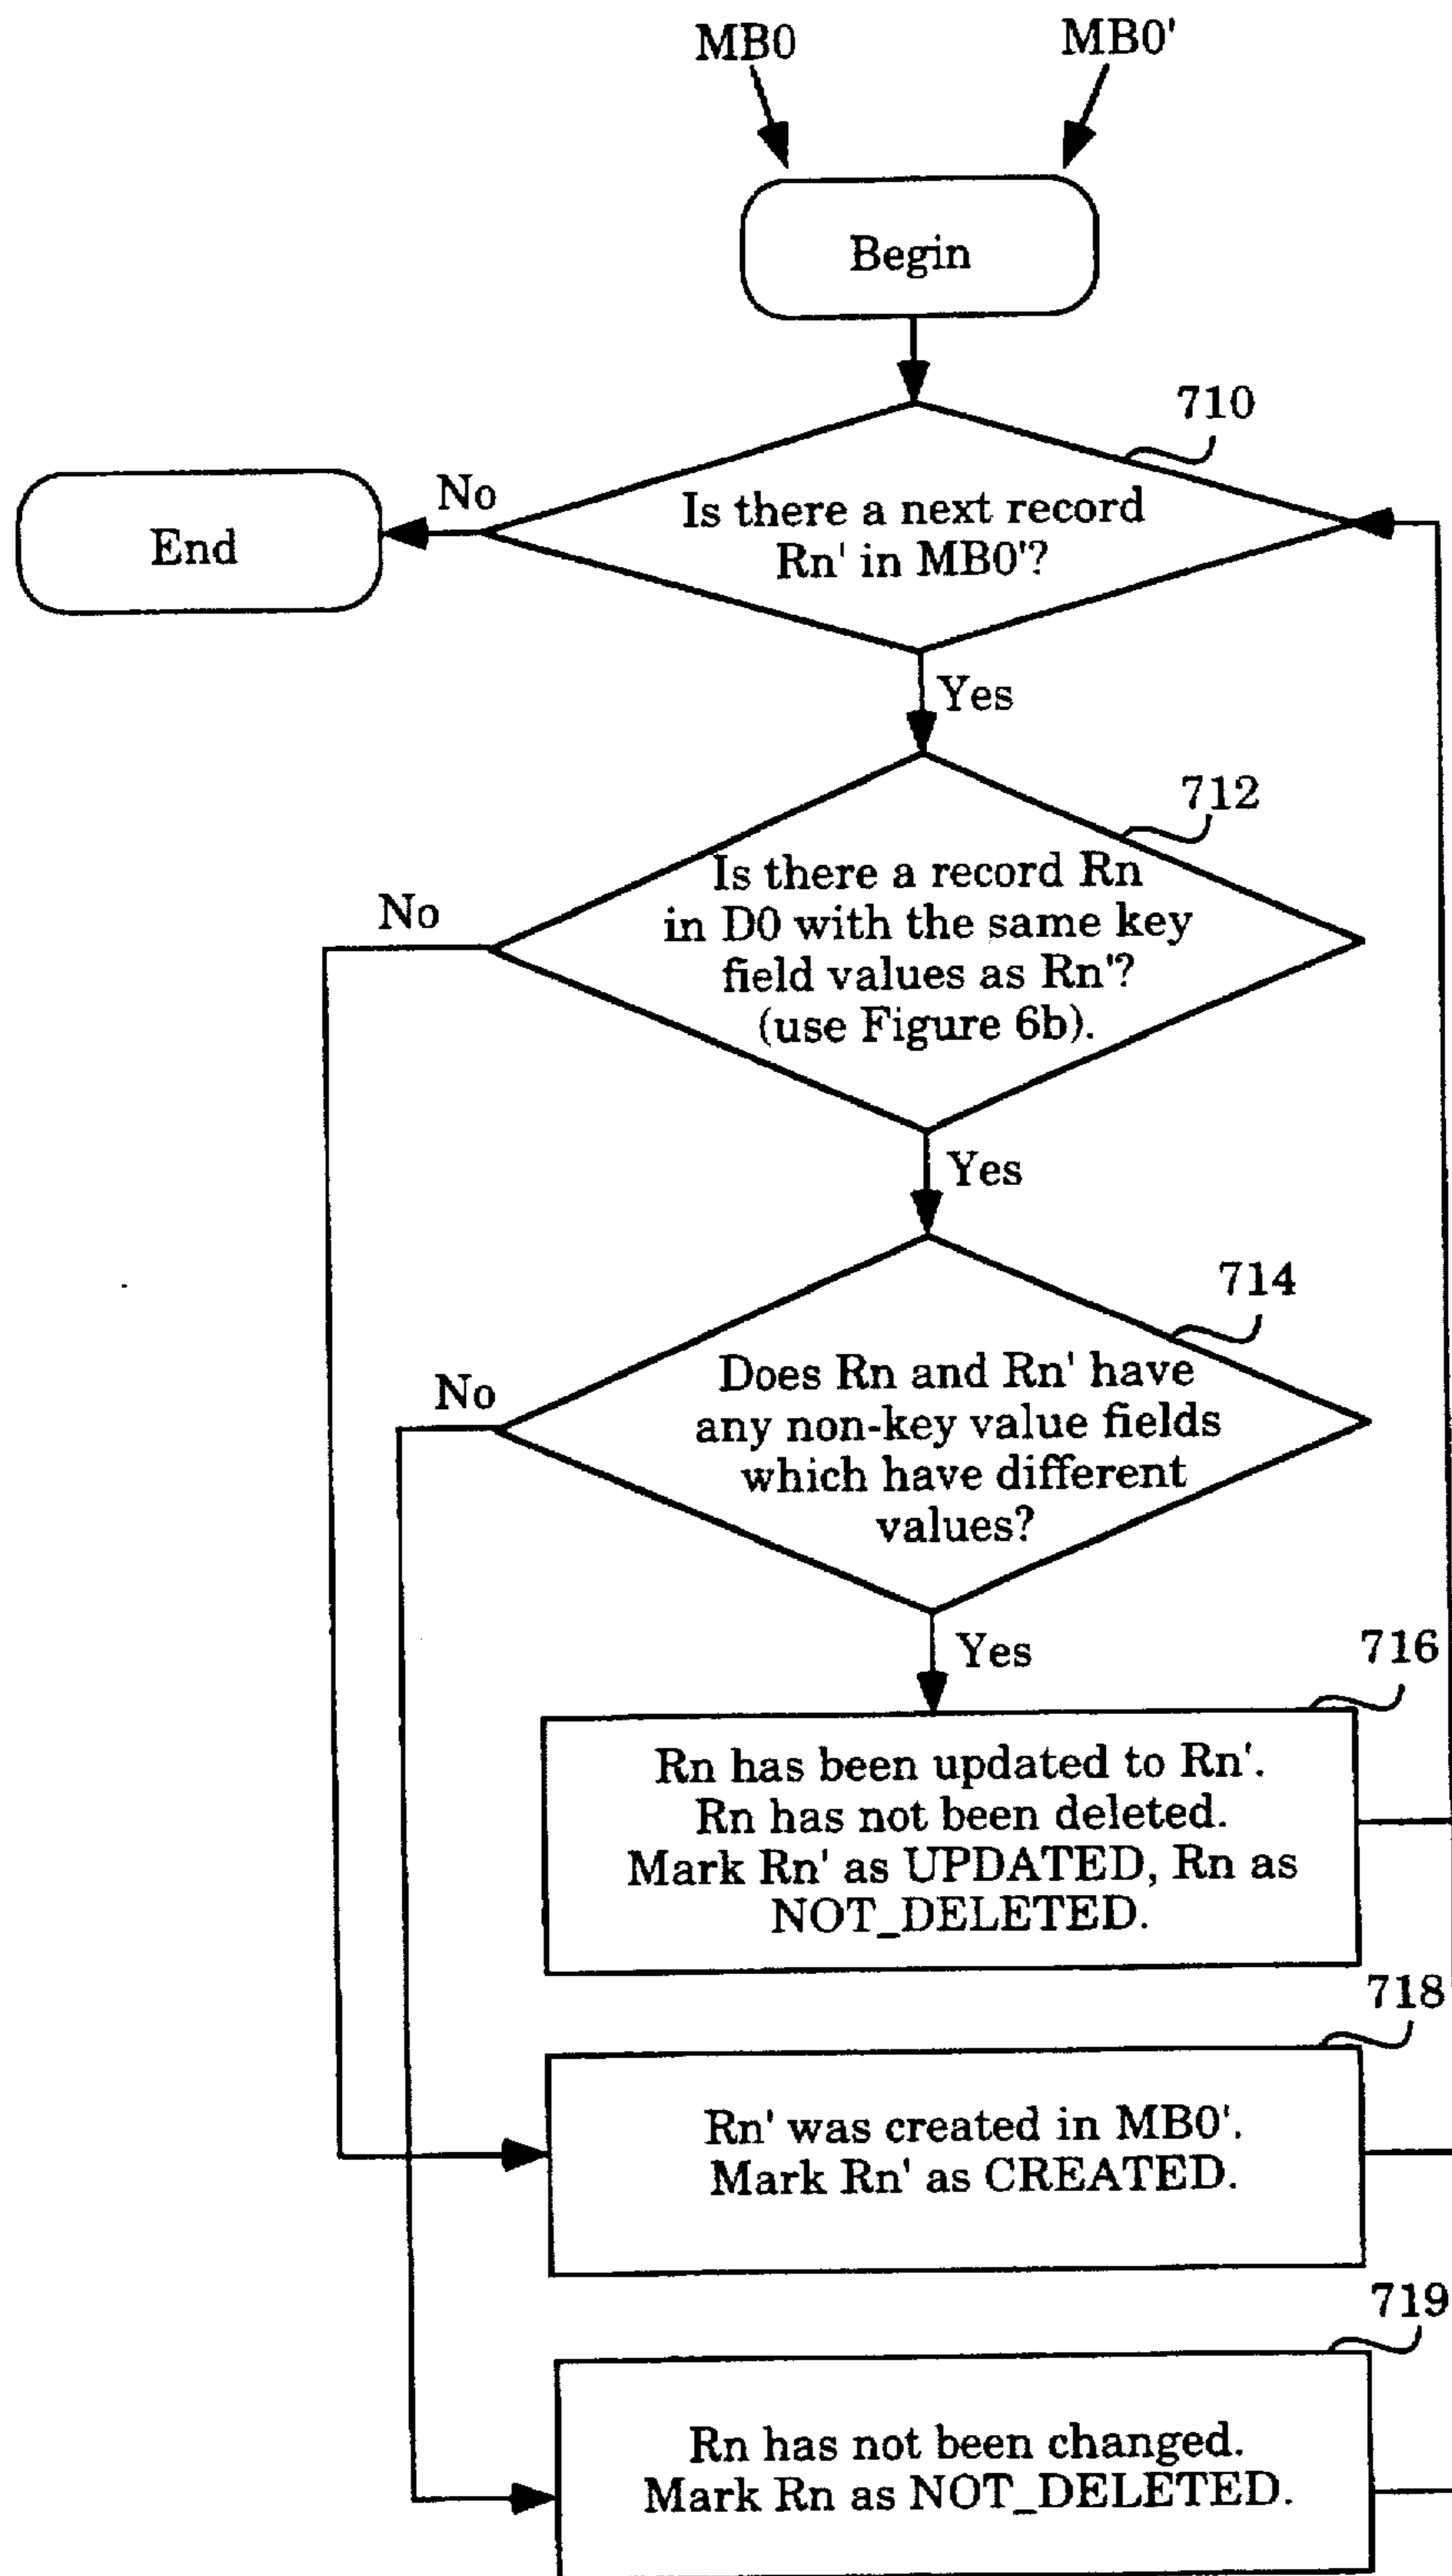 MB0
MB0'
Begin
710
No
Is there a next record
Rn' in MB0'?
End
Yes
712
Is there a record Rn
in D0 with the same key
field values as Rn'?
(use Figure 6b).
No
Yes
714
Does Rn and Rn' have
any non-key value fields
which have different
values?
No
Yes
716
Rn has been updated to Rn'.
Rn has not been deleted.
Mark Rn' as UPDATED, Rn as
NOT_DELETED.
718
Rn' was created in MB0'.
Mark Rn' as CREATED.
719
Rn has not been changed.
Mark Rn as NOT_DELETED.